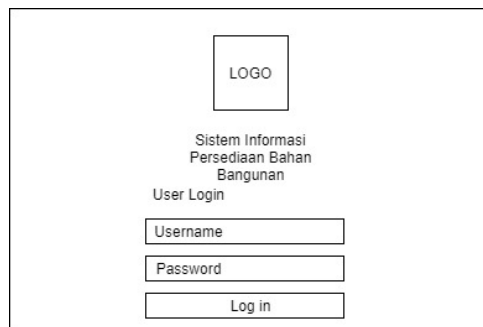 LOGO
Sistem Informasi
Persediaan Bahan
Bangunan
User Login
Username
Password
Log in